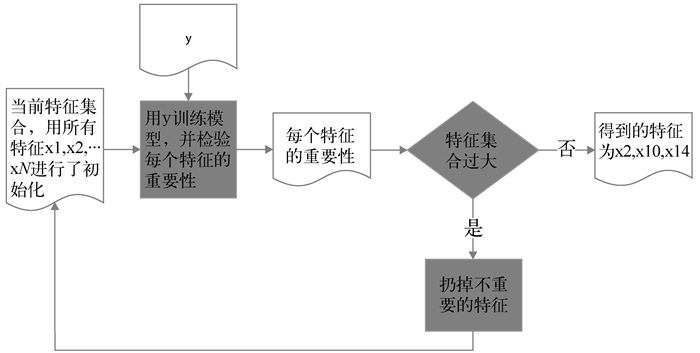 y
当前特征集
合，用所有
特征x1,x2,…
xN进行了初
始化
用y训练模
型，并检验
每个特征的
重要性
每个特征
的重要性
特征集
合过大
否
得到的特征
为x2,x10,x14
是
扔掉不重
要的特征